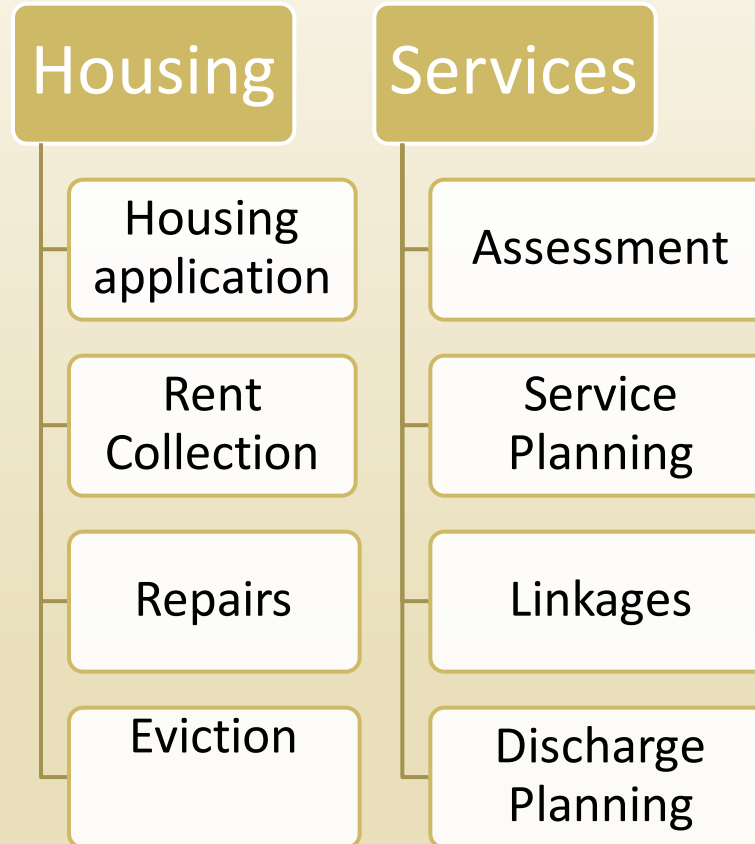 Housing
Housing
application
Rent
Collection
Repairs
Eviction
Services
Assessment
Service
Planning
Linkages
Discharge
Planning